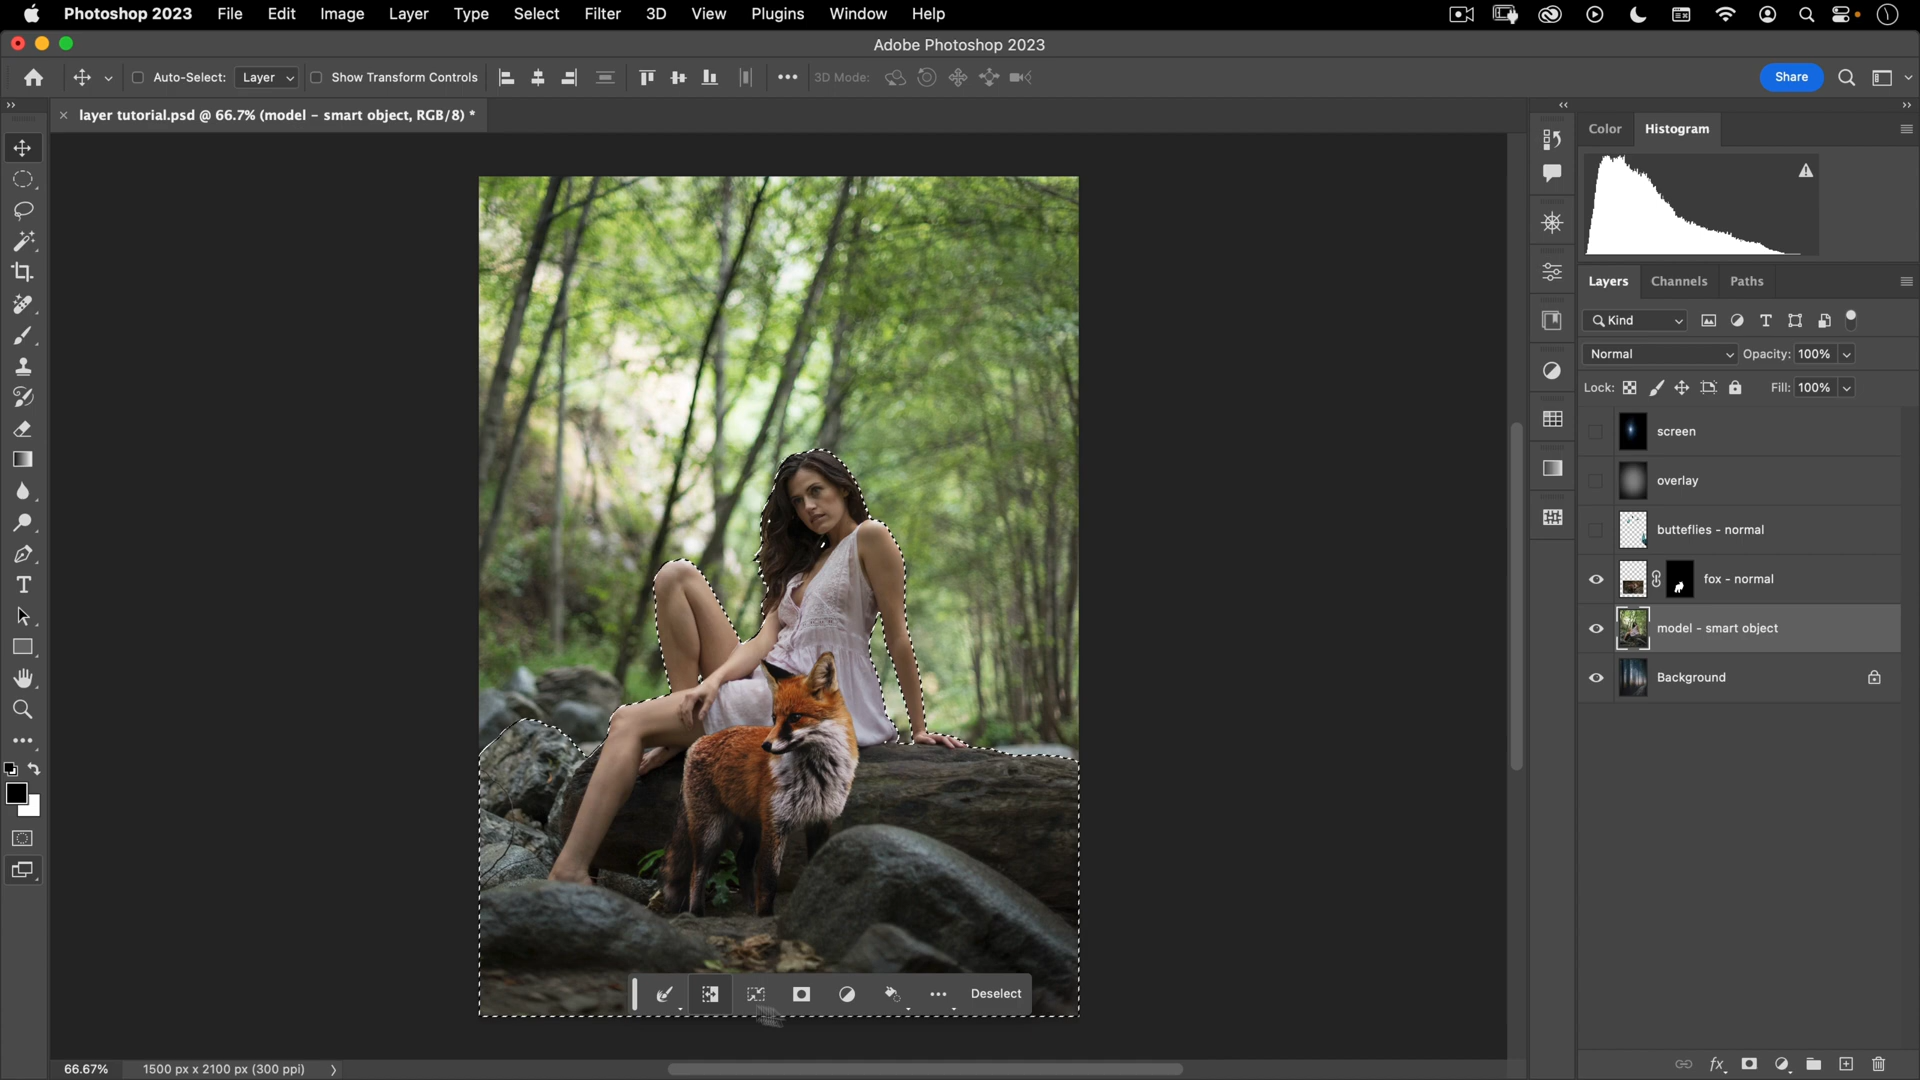 Photoshop 2023 File Edit Image Layer Type Select Filter 3D View Plugins Window Help
Adobe Photoshop 2023
Auto-Select: Layer Show Transform Controls 3D Mode: Share
layer tutorial.psd @ 66.7% (model - smart object, RGB/8) *
Color Histogram
Layers Channels Paths
Kind
Normal Opacity: 100%
Lock: Fill: 100%
screen
overlay
butteflies - normal
fox - normal
model - smart object
Background
Deselect
66.67% 1500 px x 2100 px (300 ppi)